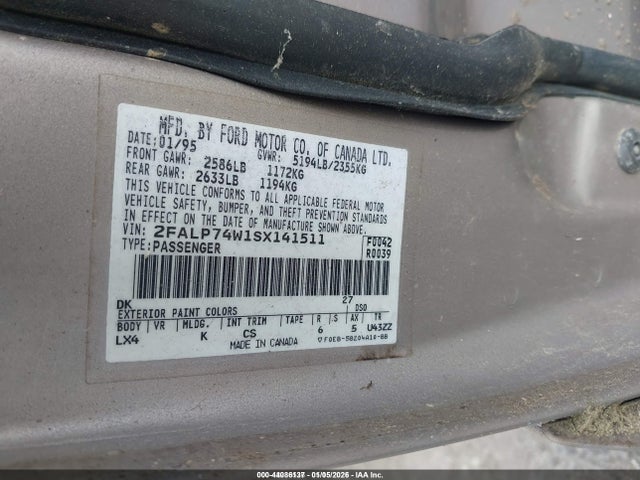 MFD. BY FORD MOTOR CO. OF CANADA LTD.
DATE: 01/95 GVWR: 5194LB/2355KG
FRONT GAWR: 2586LB 1172KG
REAR GAWR: 2633LB 1194KG
THIS VEHICLE CONFORMS TO ALL APPLICABLE FEDERAL MOTOR
VEHICLE SAFETY, BUMPER, AND THEFT PREVENTION STANDARDS
IN EFFECT ON THE DATE OF MANUFACTURE SHOWN ABOVE.
VIN: 2FALP74W1SX141511 F0042
TYPE: PASSENGER R0039
DK 27 DSO
EXTERIOR PAINT COLORS
BODY VR MLDG. INT TRIM TAPE R S AX TR
LX4 K CS 6 5 U43ZZ
MADE IN CANADA
000-44086137 - 01/05/2026 - IAA Inc.